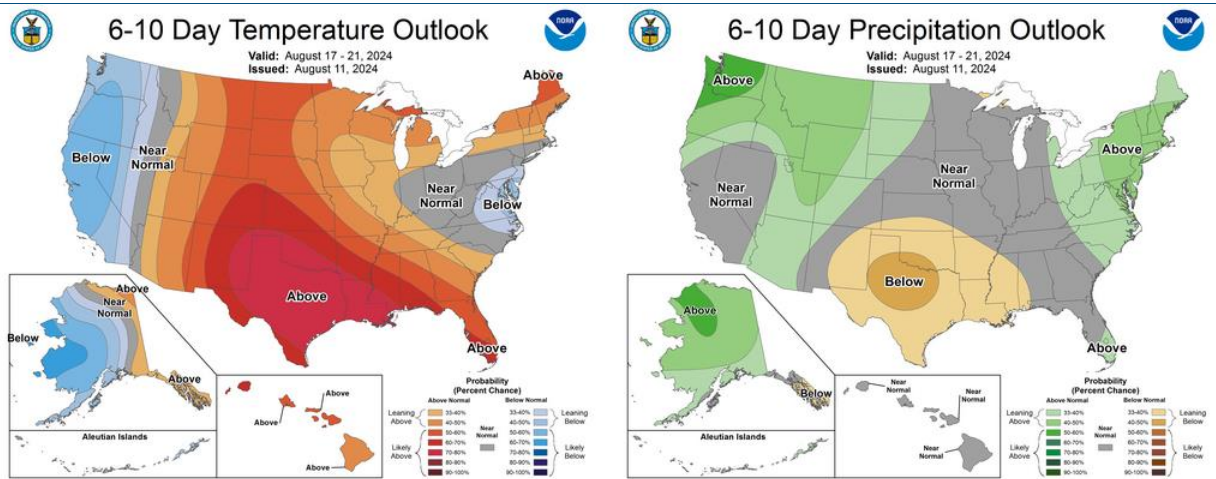 6-10 Day Temperature Outlook
Valid: August 17 - 21, 2024
Issued: August 11, 2024
NOAA
Above
Below
Near
Normal
Near
Normal
Below
Above
Above
Above
Near
Normal
Below
Above
Aleutian Islands
Above
Above
Above
Probability
(Percent Chance)
Above Normal
Below Normal
Leaning
Above
33-40%
40-50%
Likely
Above
50-60%
60-70%
70-80%
80-90%
90-100%
Near
Normal
33-40%
40-50%
Leaning
Below
50-60%
60-70%
70-80%
80-90%
90-100%
Likely
Below
6-10 Day Precipitation Outlook
Valid: August 17 - 21, 2024
Issued: August 11, 2024
NOAA
Above
Near
Normal
Near
Normal
Above
Below
Above
Above
Below
Aleutian Islands
Near
Normal
Near
Normal
Near
Normal
Probability
(Percent Chance)
Above Normal
Below Normal
Leaning
Above
33-40%
40-50%
Likely
Above
50-60%
60-70%
70-80%
80-90%
90-100%
Near
Normal
33-40%
40-50%
Leaning
Below
50-60%
60-70%
70-80%
80-90%
90-100%
Likely
Below